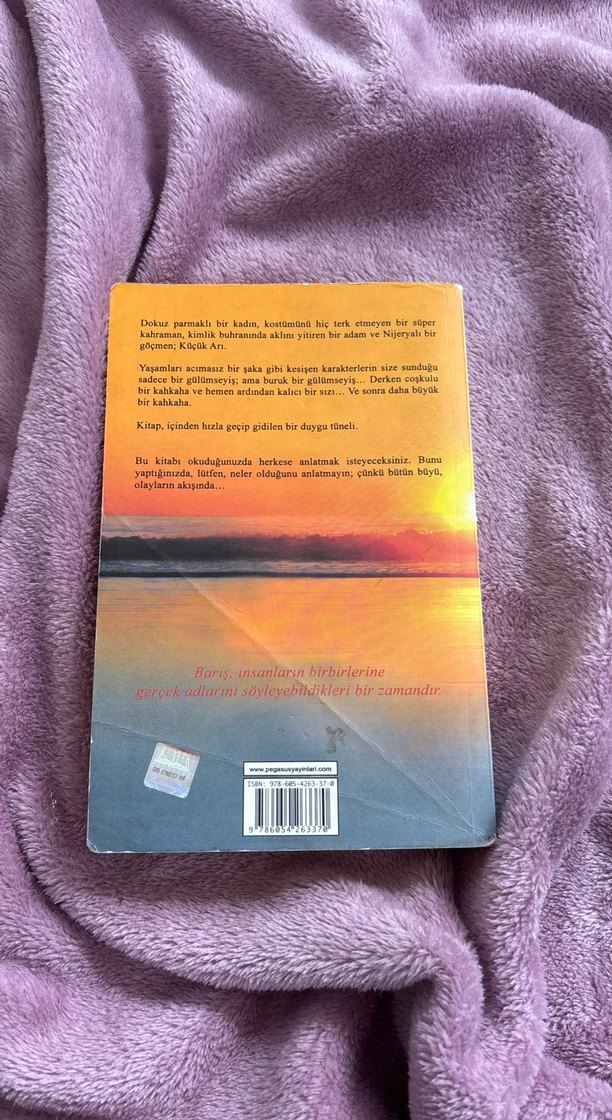 Dokuz parmaklı bir kadın, kostümünü hiç terk etmeyen bir süper
kahraman, kimlik buhranında aklını yitiren bir adam ve Nijeryalı bir
göçmen; Küçük Arı.
Yaşamları acımasız bir şaka gibi kesişen karakterlerin size sunduğu
sadece bir gülümseyiş; ama buruk bir gülümseyiş... Derken coşkulu
bir kahkaha ve hemen ardından kalıcı bir sızı... Ve sonra daha büyük
bir kahkaha.
Kitap, içinden hızla geçip gidilen bir duygu tüneli.
Bu kitabı okuduğunuzda herkese anlatmak isteyeceksiniz. Bunu
yaptığınızda, lütfen, neler olduğunu anlatmayın; çünkü bütün büyü,
olayların akışında...
Barış, insanların birbirlerine
gerçek adlarını söyleyebildikleri bir zamandır.
www.pegasusyayinlari.com
ISBN: 978-605-4263-37-0
9 786054 263370